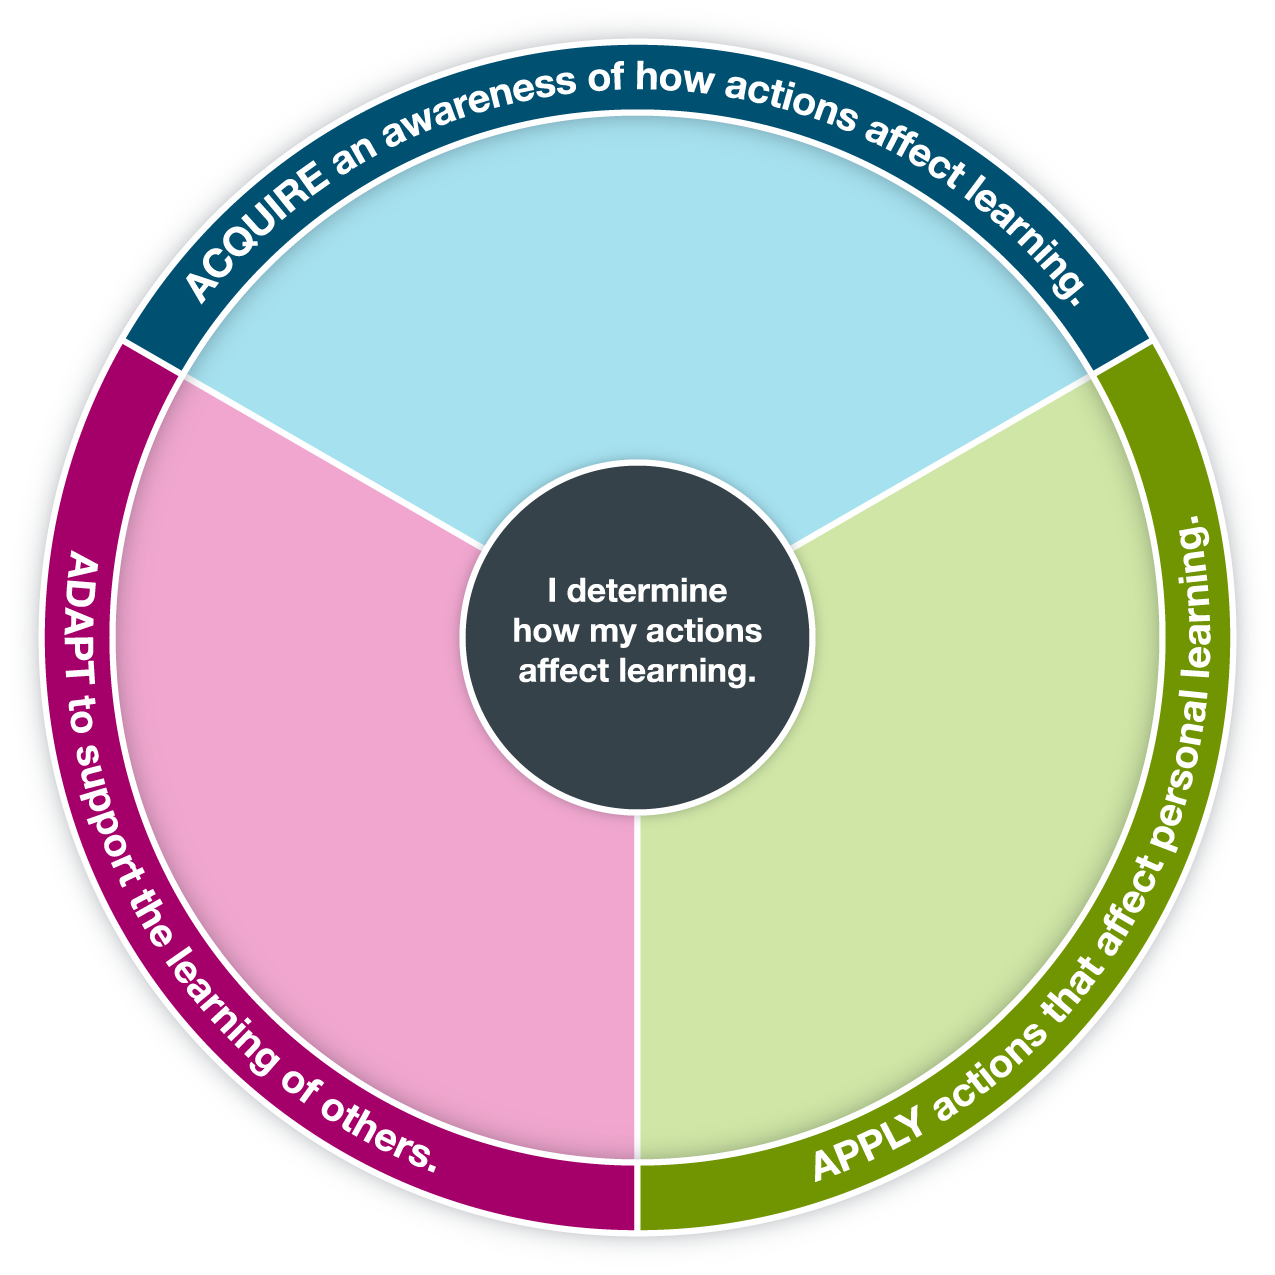 ACQUIRE an awareness of how actions affect learning.
I determine
how my actions
affect learning.
APPLY actions that affect personal learning.
ADAPT to support the learning of others.